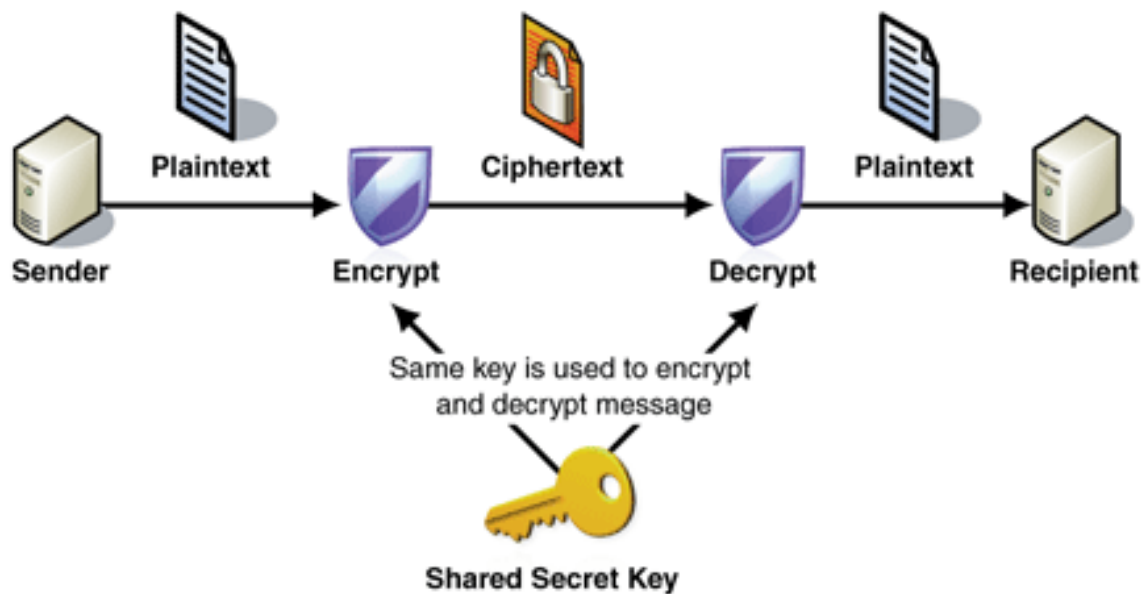 Plaintext
Ciphertext
Plaintext
Sender
Encrypt
Decrypt
Recipient
Same key is used to encrypt
and decrypt message
Shared Secret Key